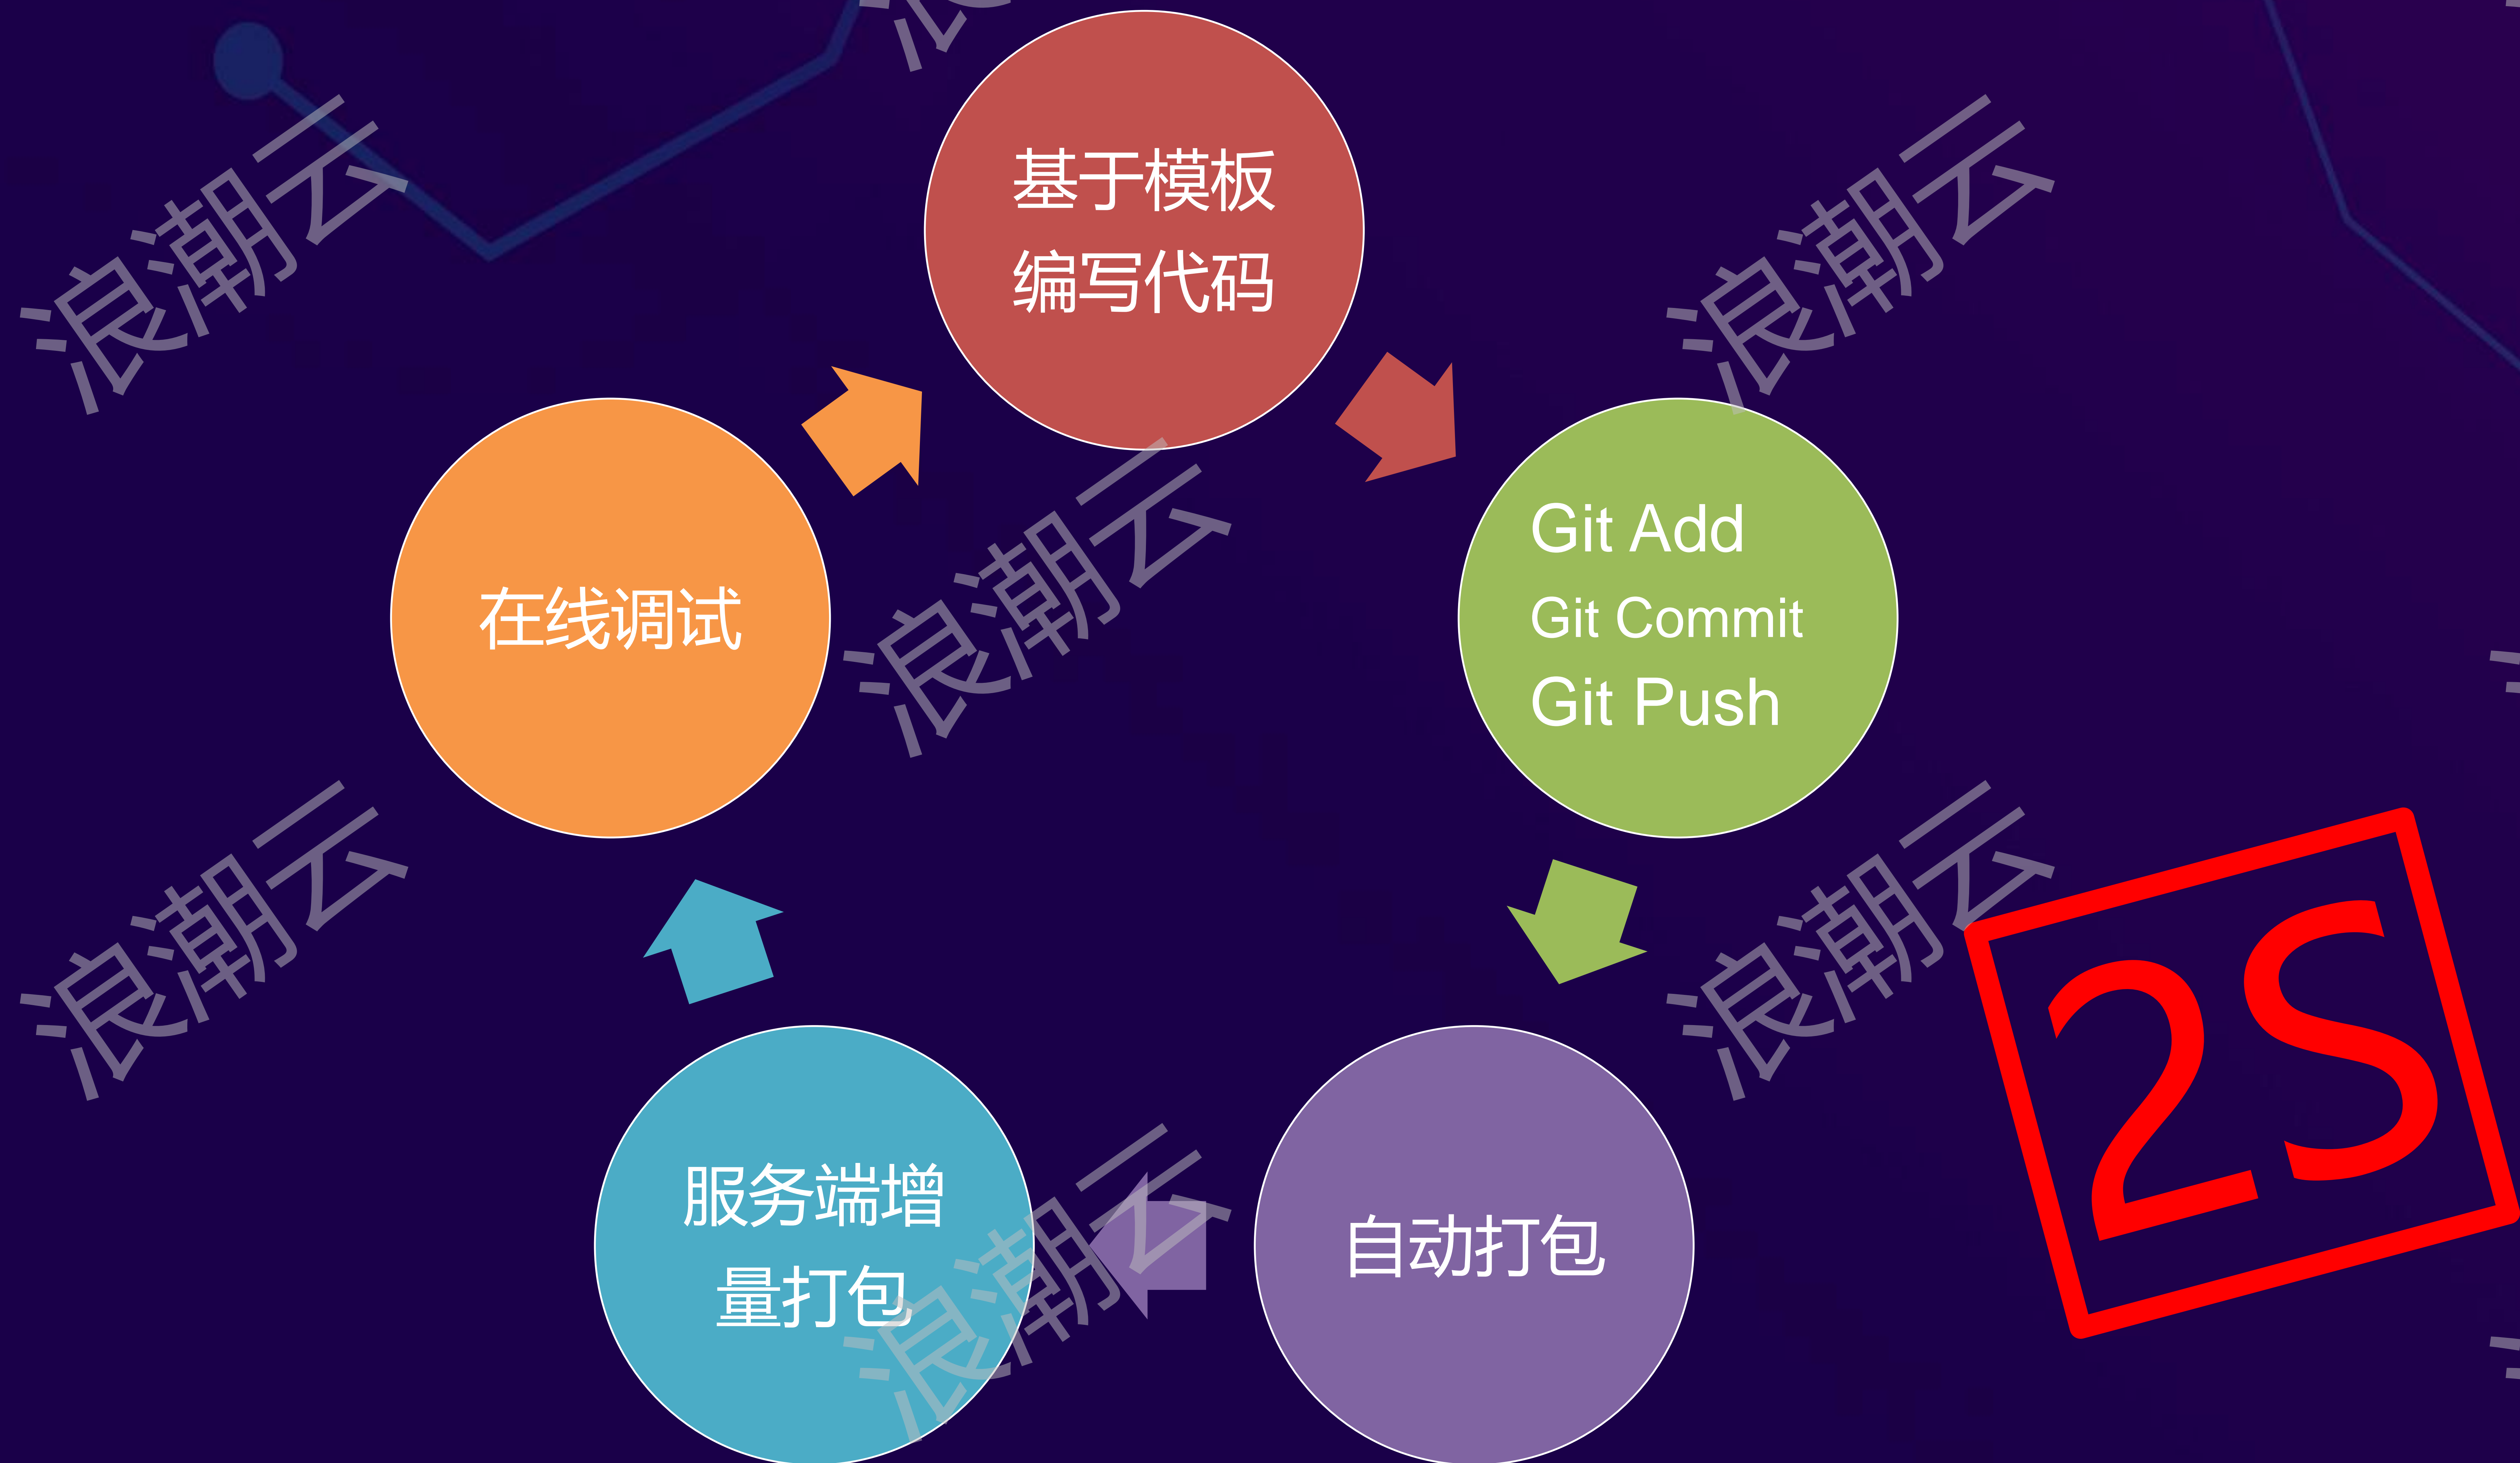 基于模板
编写代码
Git Add
Git Commit
Git Push
自动打包
服务端增
量打包
在线调试
2S
浪潮云
浪潮云
浪潮云
浪潮云
浪潮云
浪潮云